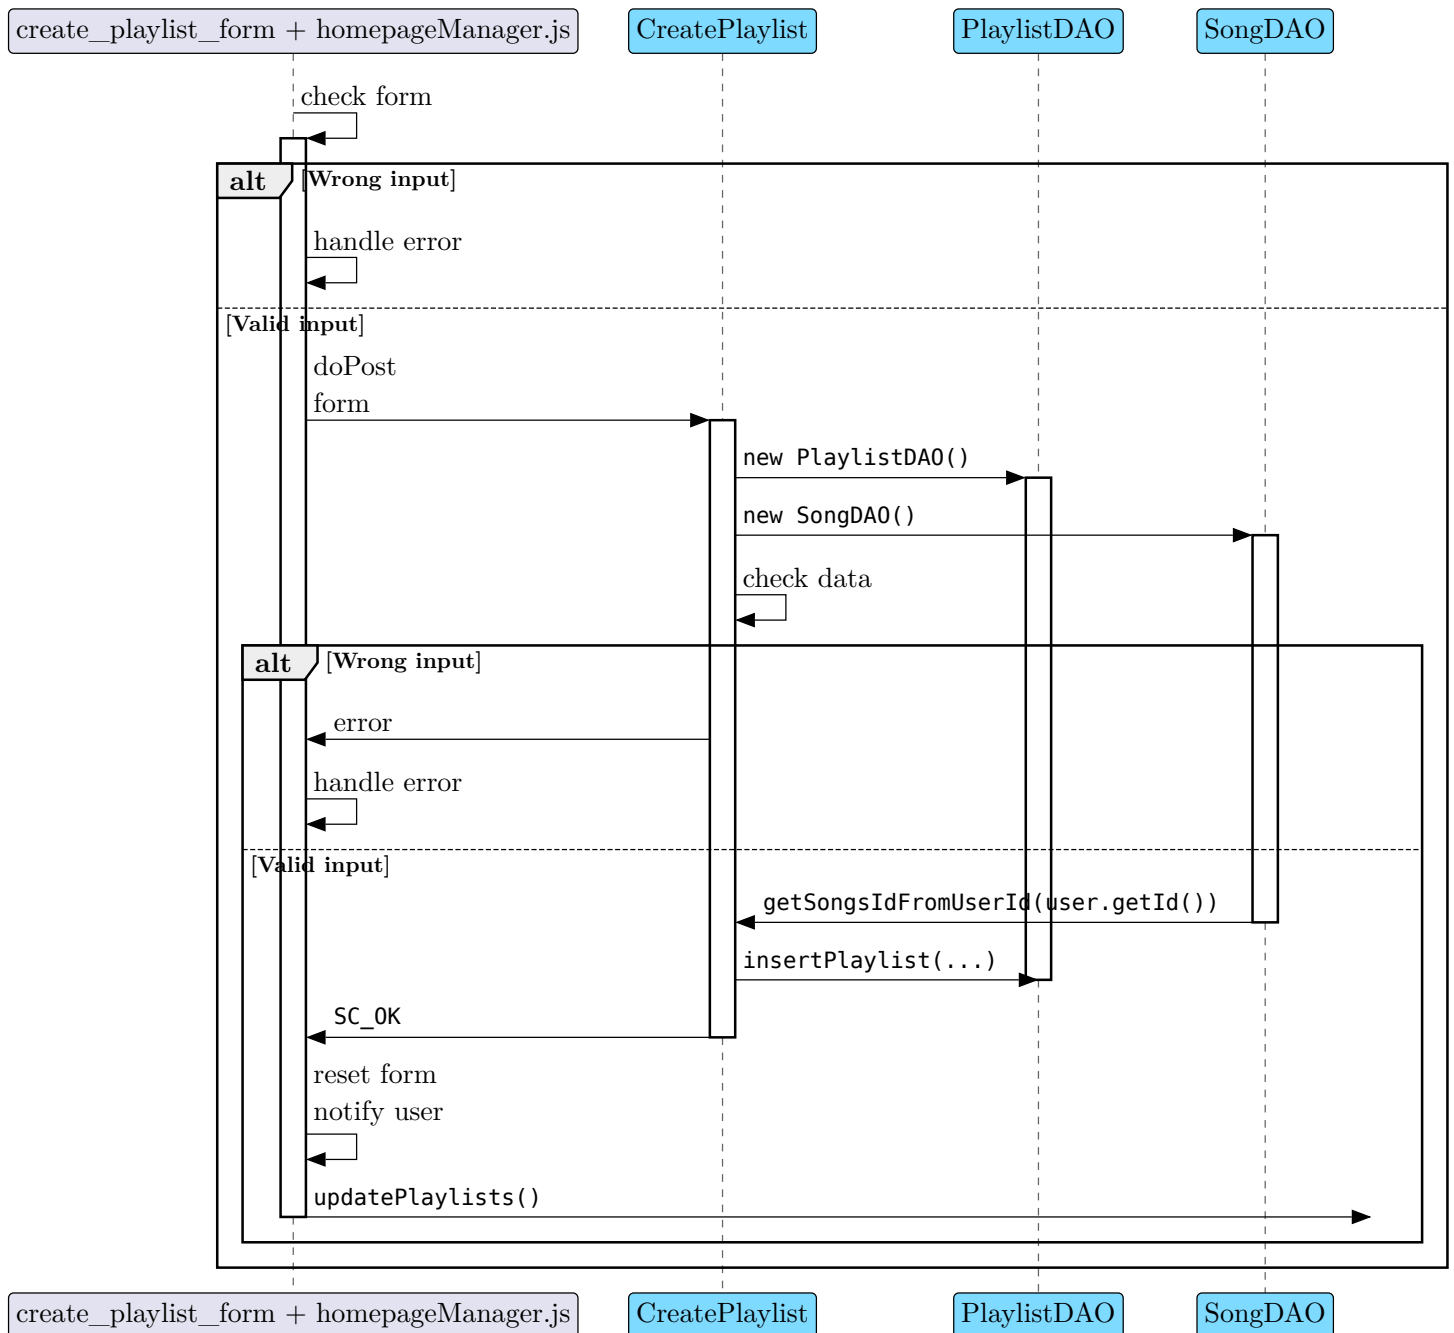 create_playlist_form + homepageManager.js
CreatePlaylist
PlaylistDAO
SongDAO
check form
alt
[Wrong input]
handle error
[Valid input]
doPost
form
new PlaylistDAO()
new SongDAO()
check data
alt
[Wrong input]
error
handle error
[Valid input]
getSongsIdFromUserId(user.getId())
insertPlaylist(...)
SC_OK
reset form
notify user
updatePlaylists()
create_playlist_form + homepageManager.js
CreatePlaylist
PlaylistDAO
SongDAO